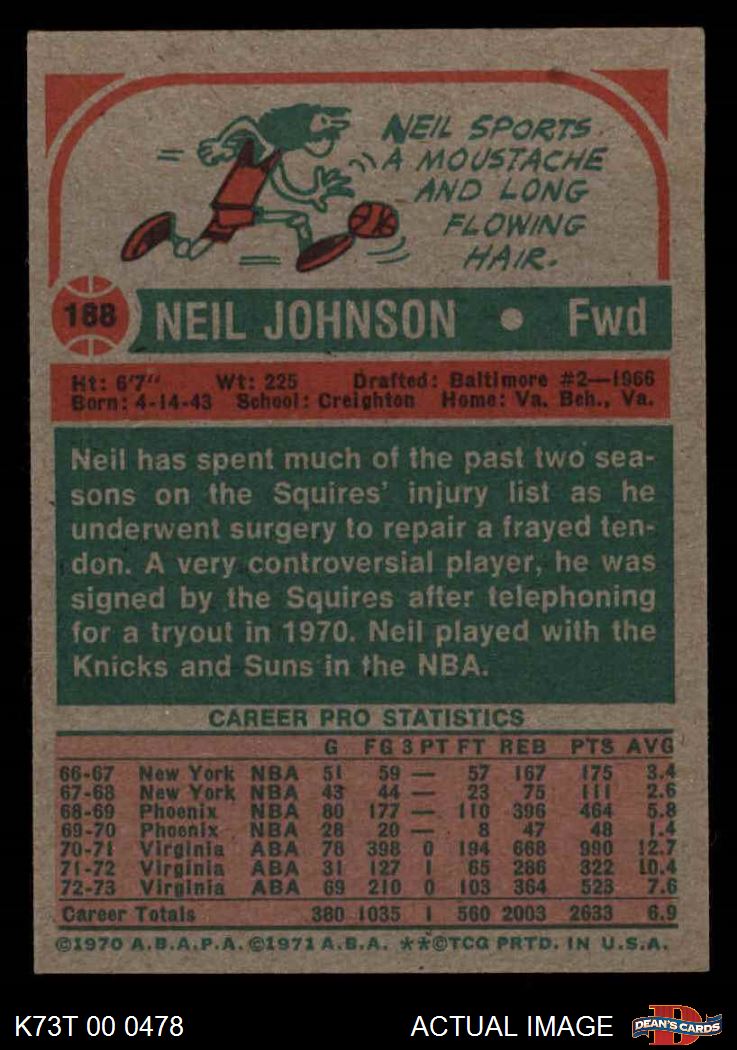 NEIL SPORTS
A MOUSTACHE
AND LONG
FLOWING
HAIR.
188 NEIL JOHNSON • Fwd
Ht: 6'7" Wt: 225 Drafted: Baltimore #2—1966
Born: 4-14-43 School: Creighton Home: Va. Bch., Va.
Neil has spent much of the past two sea-
sons on the Squires' injury list as he
underwent surgery to repair a frayed ten-
don. A very controversial player, he was
signed by the Squires after telephoning
for a tryout in 1970. Neil played with the
Knicks and Suns in the NBA.
CAREER PRO STATISTICS
G FG 3 PT FT REB PTS AVG
66-67 New York NBA 51 59 — 57 167 175 3.4
67-68 New York NBA 43 44 — 23 75 111 2.6
68-69 Phoenix NBA 80 177 — 110 396 464 5.8
69-70 Phoenix NBA 28 20 — 8 47 48 1.4
70-71 Virginia ABA 78 398 0 194 668 990 12.7
71-72 Virginia ABA 31 127 1 65 286 322 10.4
72-73 Virginia ABA 69 210 0 103 364 523 7.6
Career Totals 380 1035 1 560 2003 2633 6.9
©1970 A.B.A.P.A. ©1971 A.B.A. **©TCG PRTD. IN U.S.A.
K73T 00 0478 ACTUAL IMAGE DEAN'S CARDS